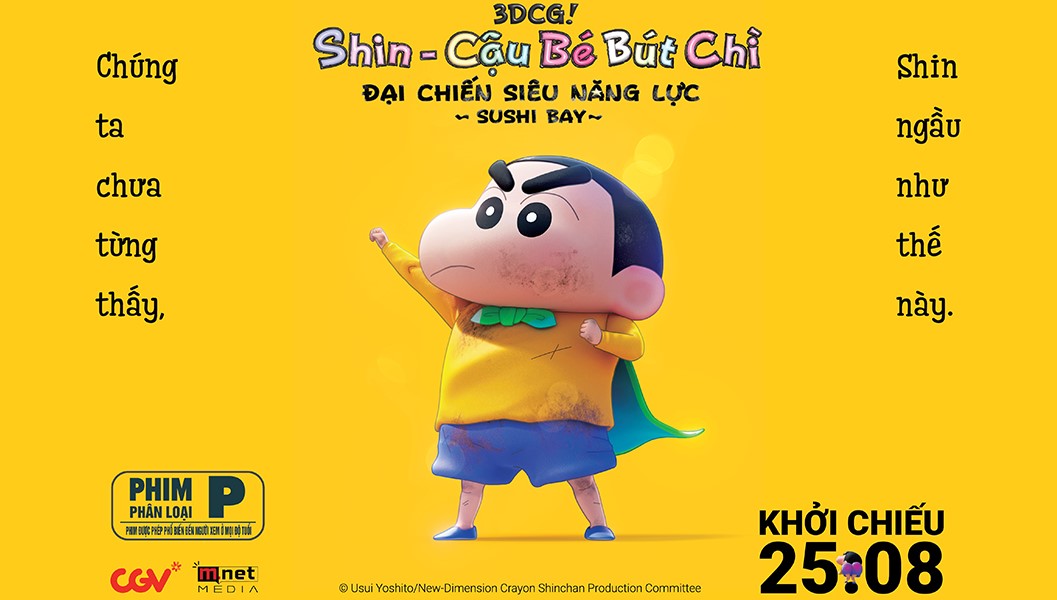 3DCG!
Shin - Cậu Bé Bút Chì
ĐẠI CHIẾN SIÊU NĂNG LỰC
~ SUSHI BAY~
Chúng
ta
chưa
từng
thấy,
Shin
ngầu
như
thế
này.
PHIM P
PHÂN LOẠI
PHIM ĐƯỢC PHÉP PHỔ BIẾN ĐẾN NGƯỜI XEM Ở MỌI ĐỘ TUỔI
CGV
m.net
MEDIA
© Usui Yoshito/New-Dimension Crayon Shinchan Production Committee
KHỞI CHIẾU
25.08